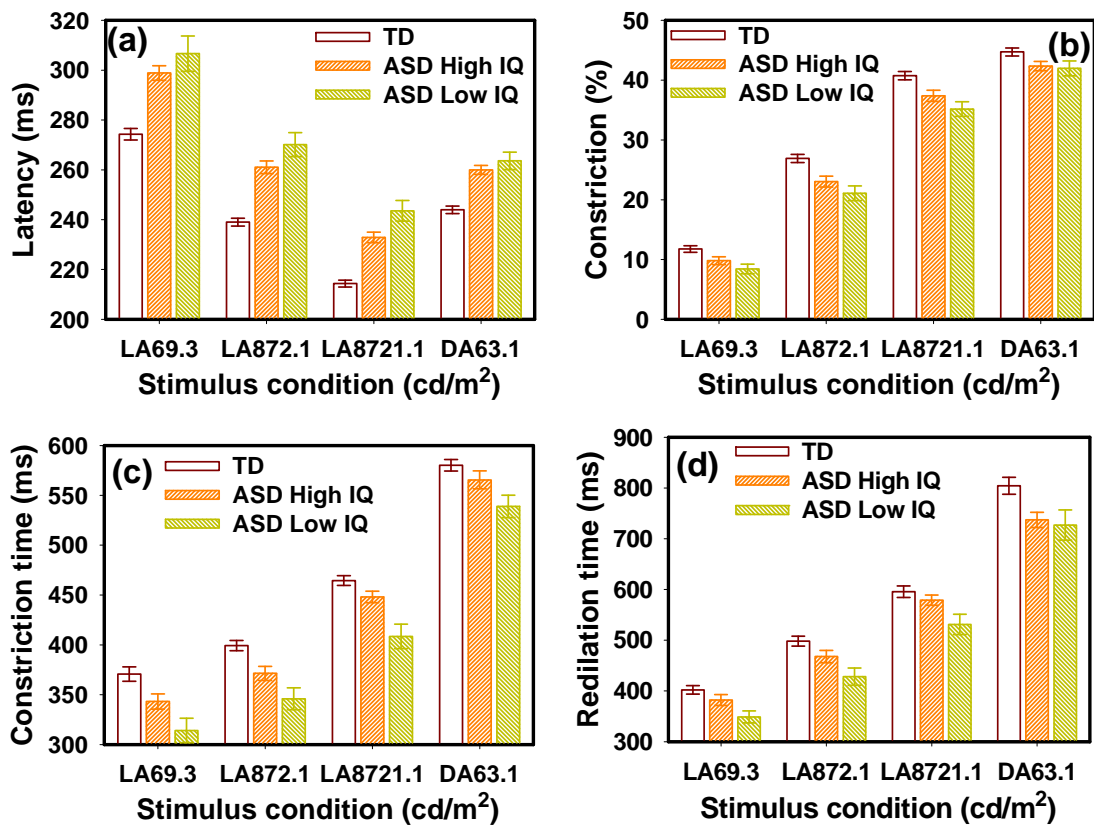 (a)
TD
ASD High IQ
ASD Low IQ
Latency (ms)
320
300
280
260
240
220
200
LA69.3 LA872.1 LA8721.1 DA63.1
Stimulus condition (cd/m²)
(b)
TD
ASD High IQ
ASD Low IQ
Constriction (%)
50
40
30
20
10
0
LA69.3 LA872.1 LA8721.1 DA63.1
Stimulus condition (cd/m²)
(c)
TD
ASD High IQ
ASD Low IQ
Constriction time (ms)
600
550
500
450
400
350
300
LA69.3 LA872.1 LA8721.1 DA63.1
Stimulus condition (cd/m²)
(d)
TD
ASD High IQ
ASD Low IQ
Redilation time (ms)
900
800
700
600
500
400
300
LA69.3 LA872.1 LA8721.1 DA63.1
Stimulus condition (cd/m²)